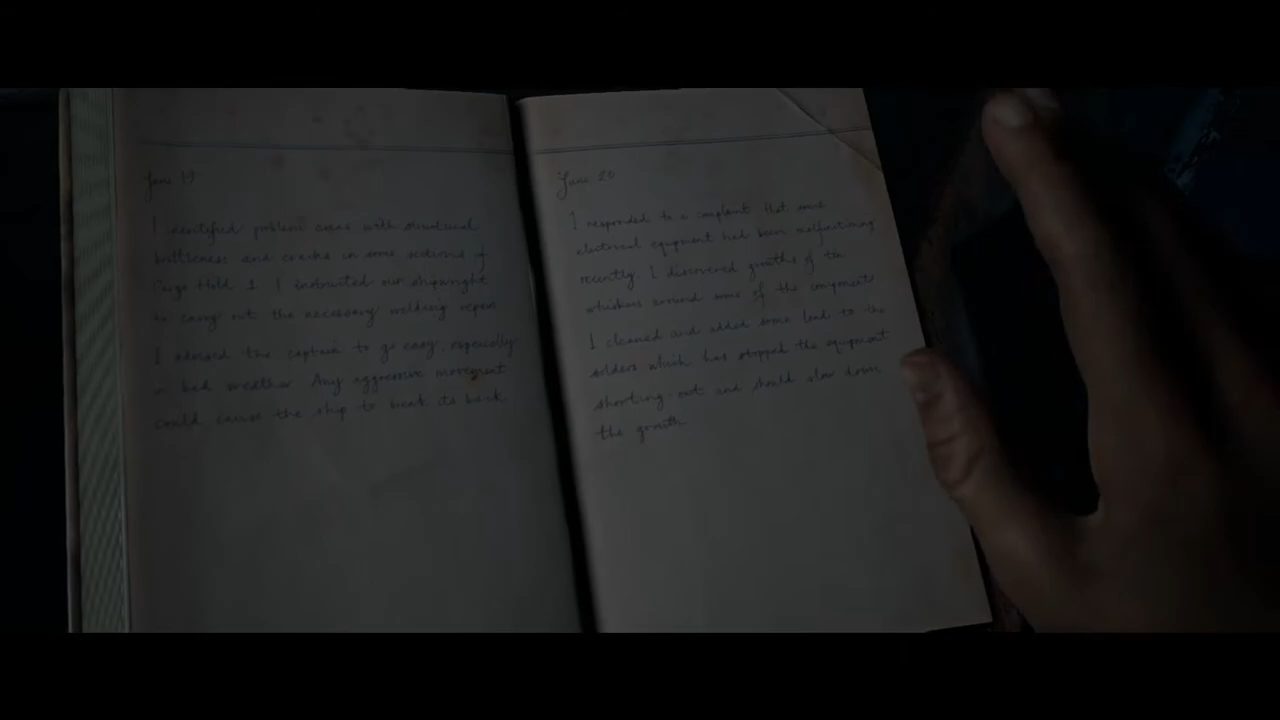 June 19
I identified problem areas with structural
brittleness and cracks in some sections of
Cargo Hold 1. I instructed our shipwright
to carry out the necessary welding repair
I advised the captain to go easy, especially
in bad weather. Any aggressive movement
could cause the ship to break its back.
June 20
I responded to a complaint that some
electrical equipment had been malfunctioning
recently. I discovered growths of tin
whiskers around some of the components
I cleaned and added some lead to the
solders which has stopped the equipment
shorting-out and should slow down
the growth.